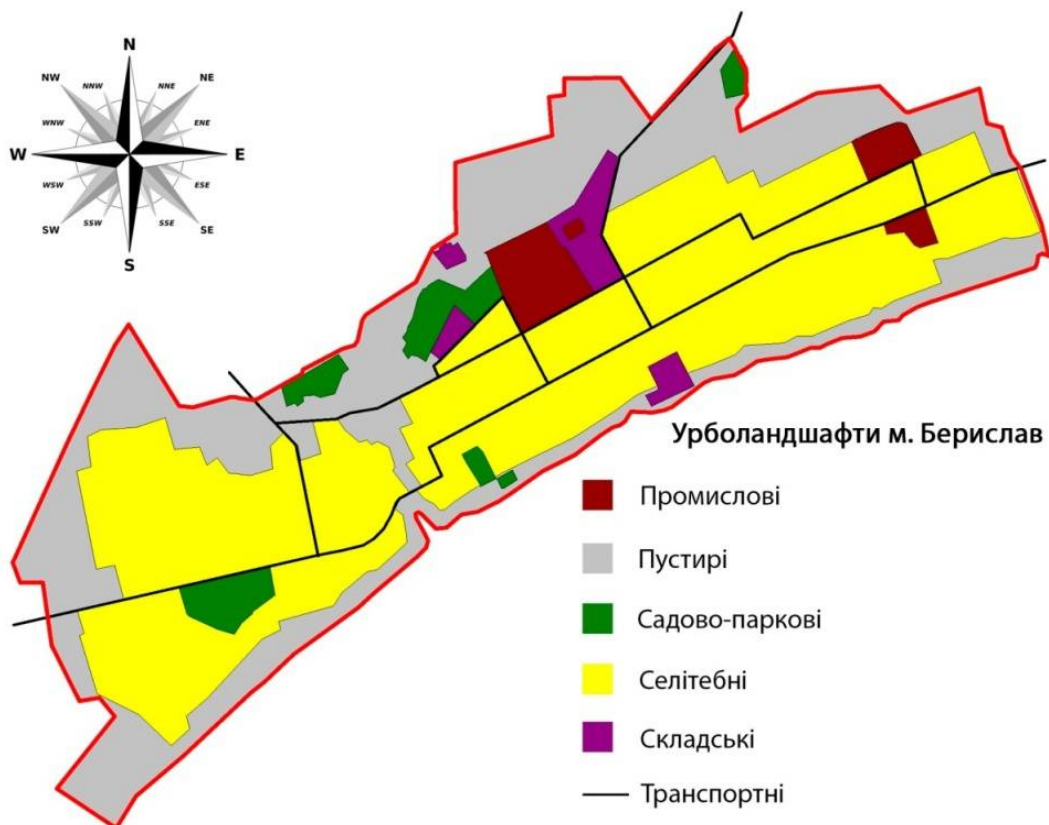 N
NNW
NNE
NW
NE
WNW
ENE
W
E
WSW
ESE
SW
SE
SSW
SSE
S
Урболандшафти м. Берислав
Промислові
Пустирі
Садово-паркові
Селітебні
Складські
Транспортні